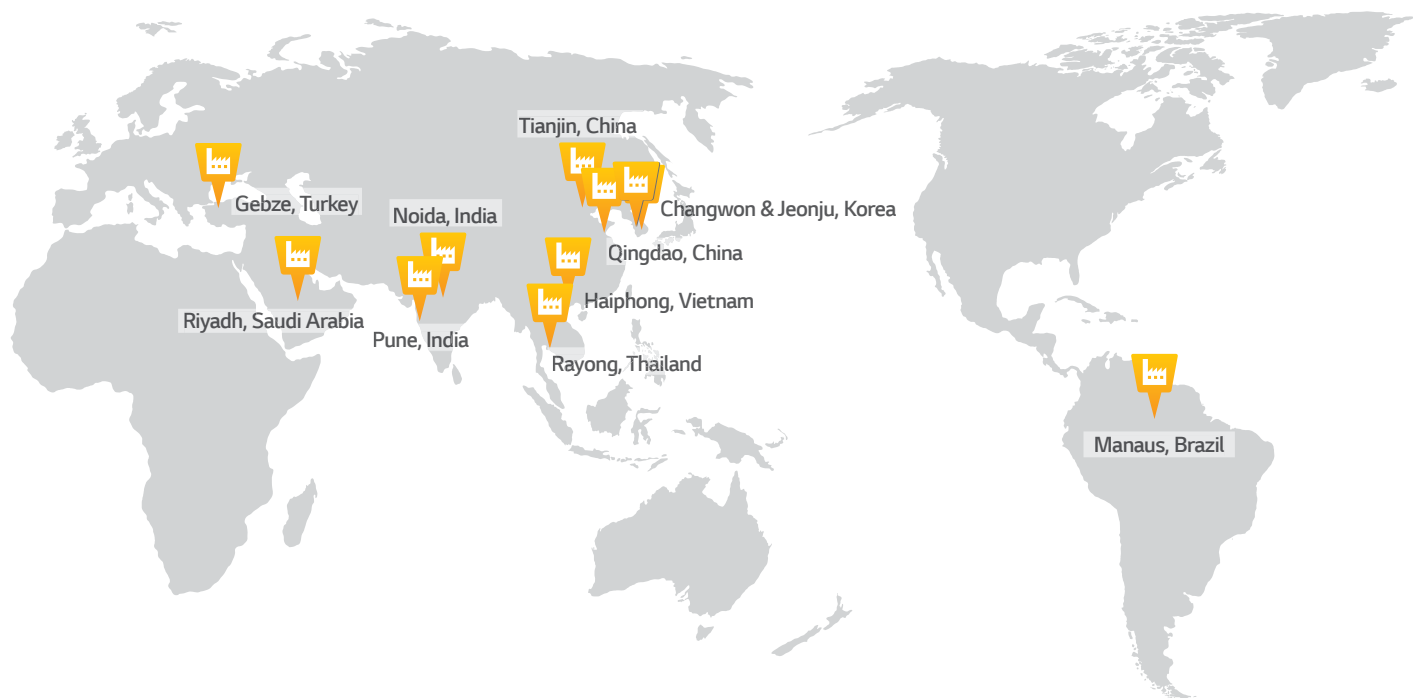 Tianjin, China
Gebze, Turkey
Noida, India
Changwon & Jeonju, Korea
Qingdao, China
Haiphong, Vietnam
Riyadh, Saudi Arabia
Pune, India
Rayong, Thailand
Manaus, Brazil